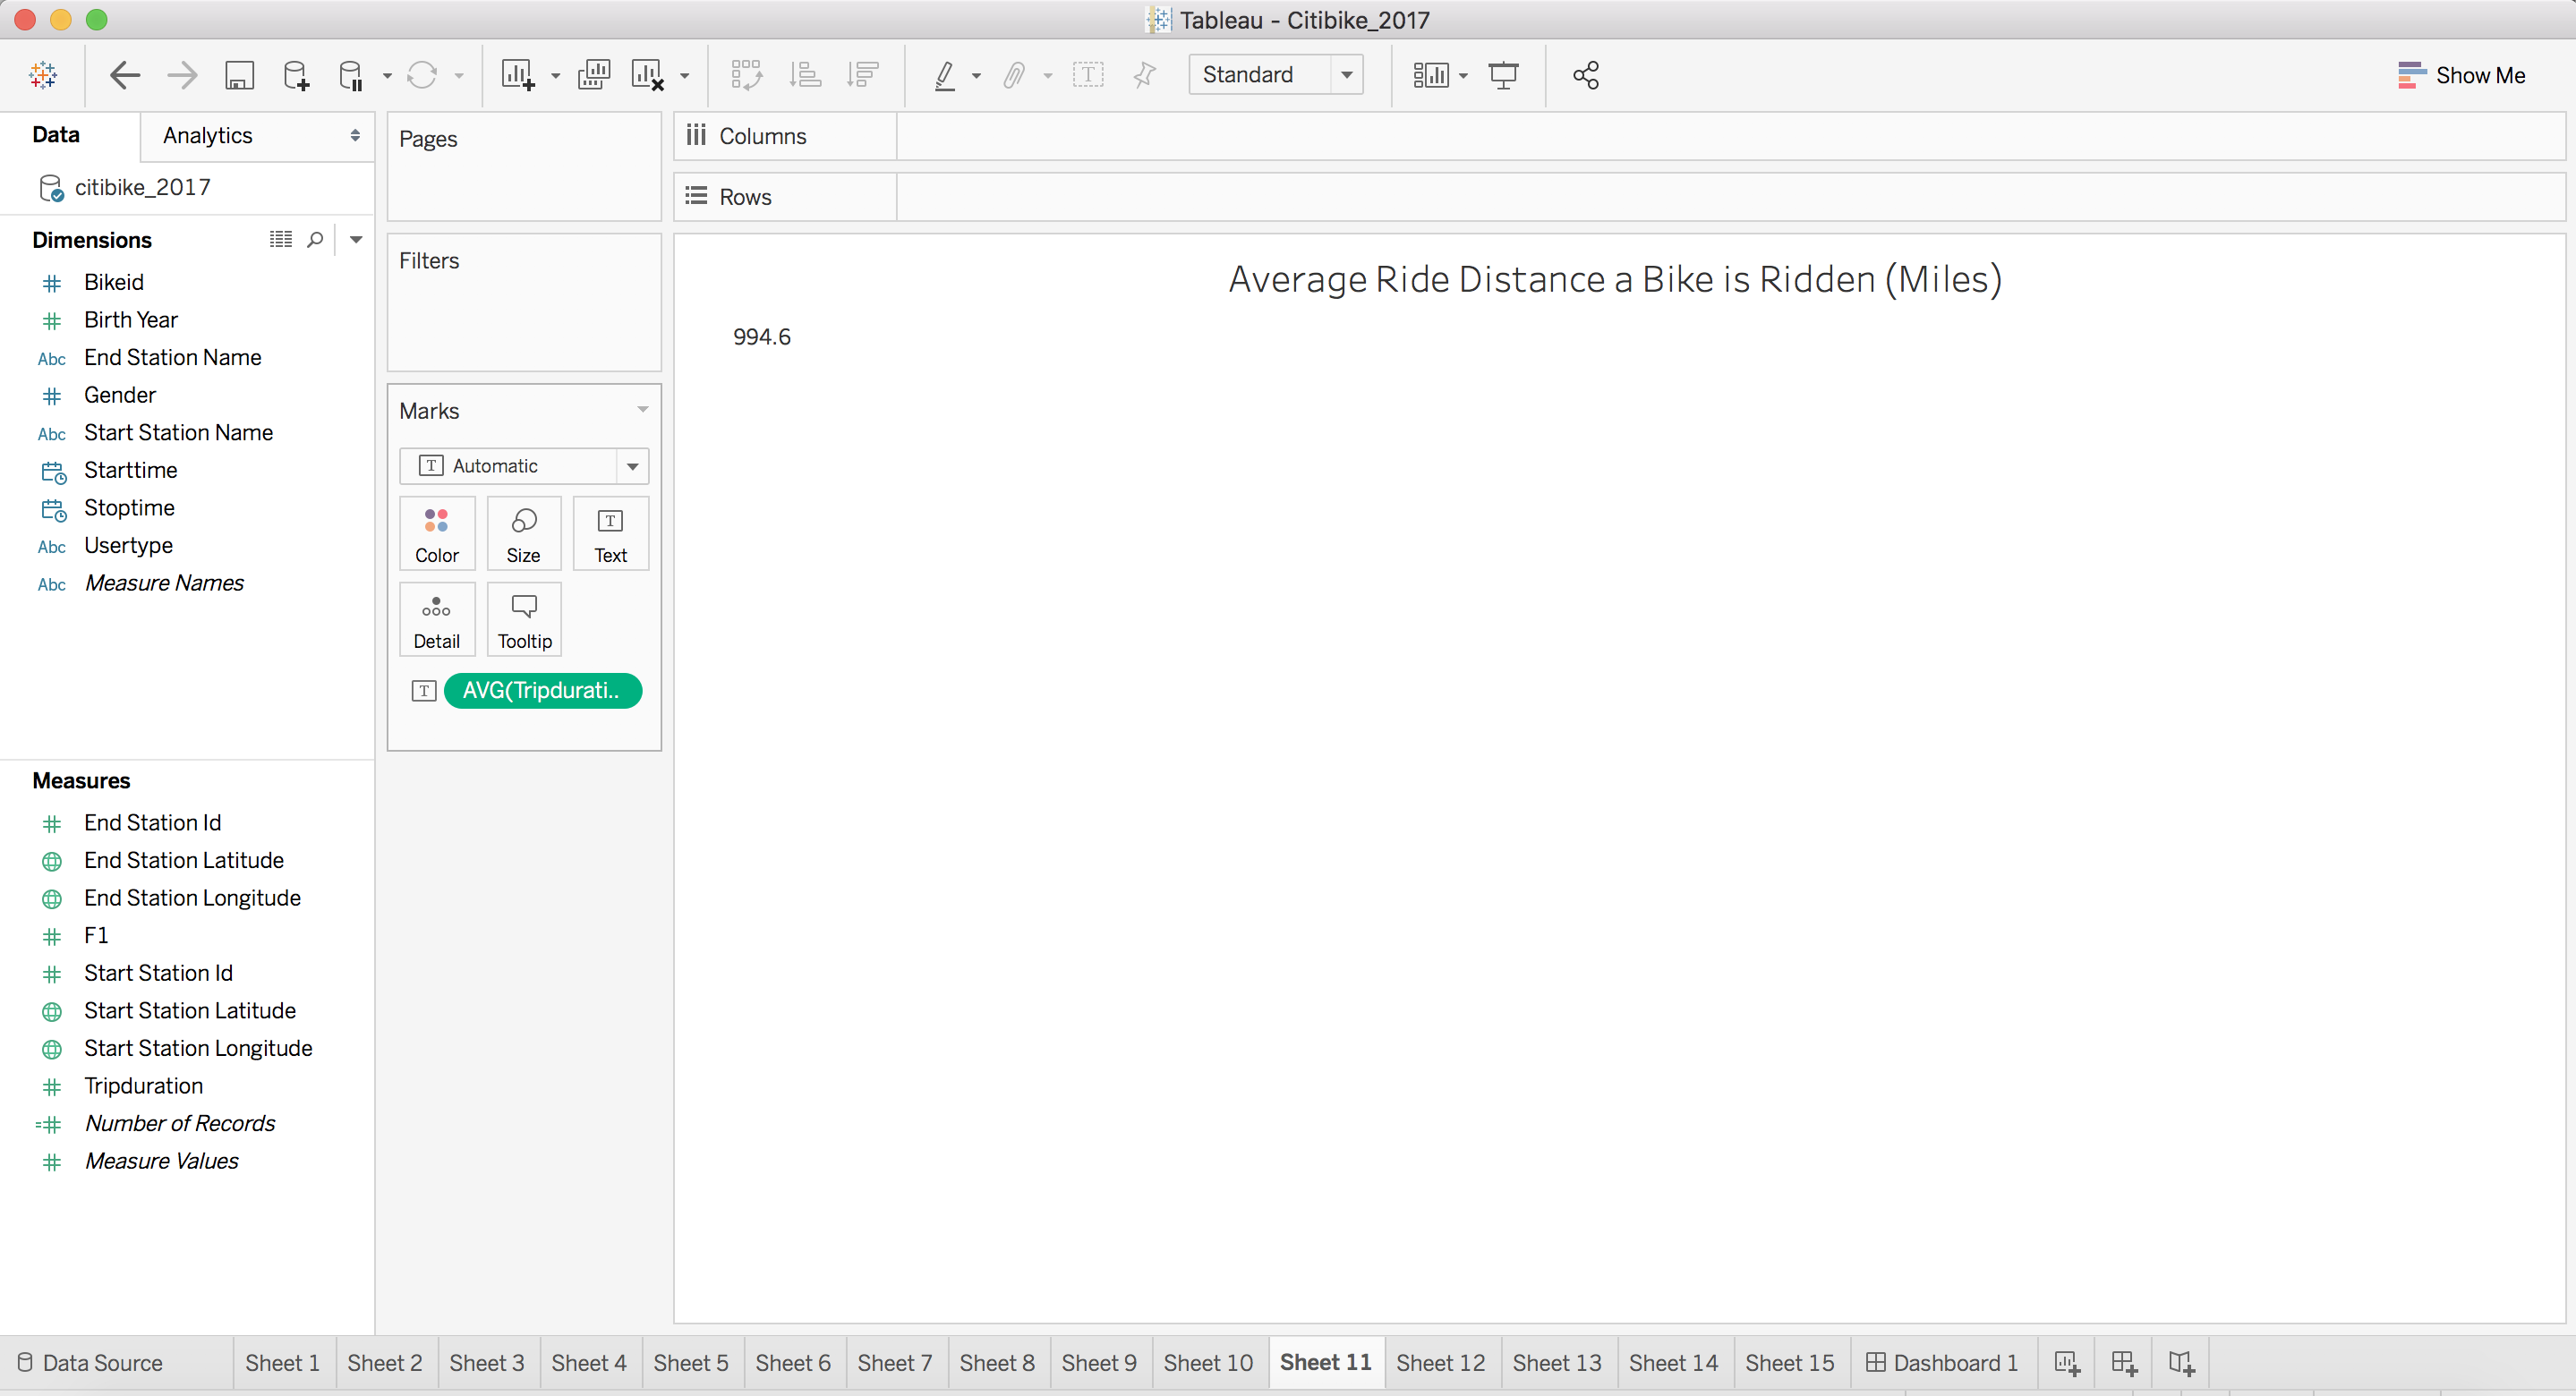 Tableau - Citibike_2017
Standard
Show Me
Data
Analytics
citibike_2017
Dimensions
Bikeid
Birth Year
Abc End Station Name
Gender
Abc Start Station Name
Starttime
Stoptime
Abc Usertype
Abc Measure Names
Measures
End Station Id
End Station Latitude
End Station Longitude
F1
Start Station Id
Start Station Latitude
Start Station Longitude
Tripduration
=# Number of Records
Measure Values
Pages
Filters
Marks
T Automatic
Color Size Text
Detail Tooltip
T AVG(Tripdurati..
Columns
Rows
Average Ride Distance a Bike is Ridden (Miles)
994.6
Data Source Sheet 1 Sheet 2 Sheet 3 Sheet 4 Sheet 5 Sheet 6 Sheet 7 Sheet 8 Sheet 9 Sheet 10 Sheet 11 Sheet 12 Sheet 13 Sheet 14 Sheet 15 Dashboard 1